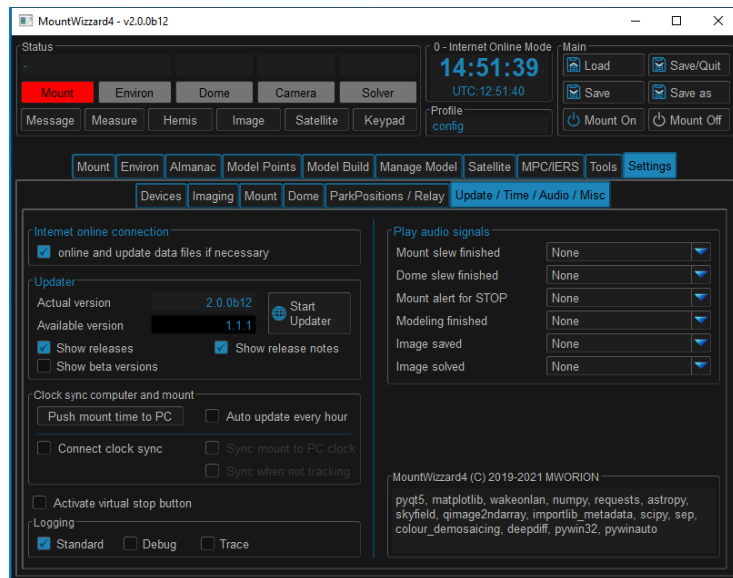 MountWizzard4 - v2.0.0b12
Status
0 - Internet Online Mode
Main
-
14:51:39
UTC:12:51:40
Load
Save/Quit
Mount
Environ
Dome
Camera
Solver
Save
Save as
Message
Measure
Hemis
Image
Satellite
Keypad
Profile
config
Mount On
Mount Off
Mount Environ Almanac Model Points Model Build Manage Model Satellite MPC/IERS Tools Settings
Devices Imaging Mount Dome ParkPositions / Relay Update / Time / Audio / Misc
Internet online connection
online and update data files if necessary
Updater
Actual version 2.0.0b12
Available version 1.1.1
Start
Updater
Show releases
Show release notes
Show beta versions
Clock sync computer and mount
Push mount time to PC
Auto update every hour
Connect clock sync
Sync mount to PC clock
Sync when not tracking
Activate virtual stop button
Logging
Standard
Debug
Trace
Play audio signals
Mount slew finished None
Dome slew finished None
Mount alert for STOP None
Modeling finished None
Image saved None
Image solved None
MountWizzard4 (C) 2019-2021 MWORION
pyqt5, matplotlib, wakeonlan, numpy, requests, astropy,
skyfield, qimage2ndarray, importlib_metadata, scipy, sep,
colour_demosaicing, deepdiff, pywin32, pywinauto